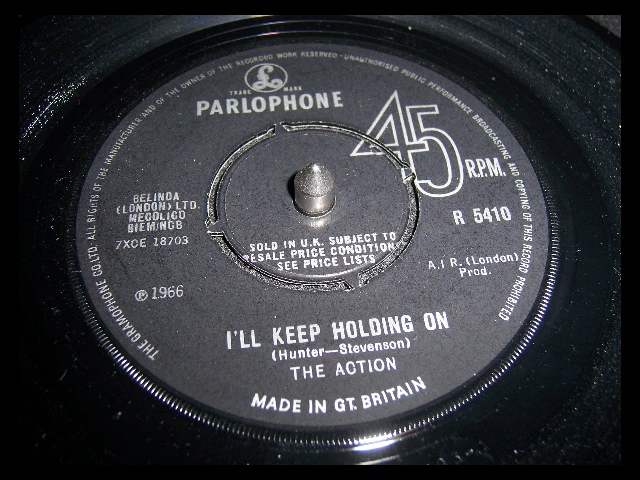 THE GRAMOPHONE CO. LTD. ALL RIGHTS OF THE MANUFACTURER AND OF THE OWNER OF THE RECORDED WORK RESERVED · UNAUTHORISED PUBLIC PERFORMANCE BROADCASTING AND COPYING OF THIS RECORD PROHIBITED
TRADE MARK
PARLOPHONE
45
R.P.M.
R 5410
BELINDA
(LONDON) LTD.
MECOLICO
BIEM/NCB
7XCE 18703
SOLD IN U.K. SUBJECT TO
RESALE PRICE CONDITIONS
SEE PRICE LISTS
A.I R. (London)
Prod.
℗ 1966
I'LL KEEP HOLDING ON
(Hunter—Stevenson)
THE ACTION
MADE IN GT. BRITAIN